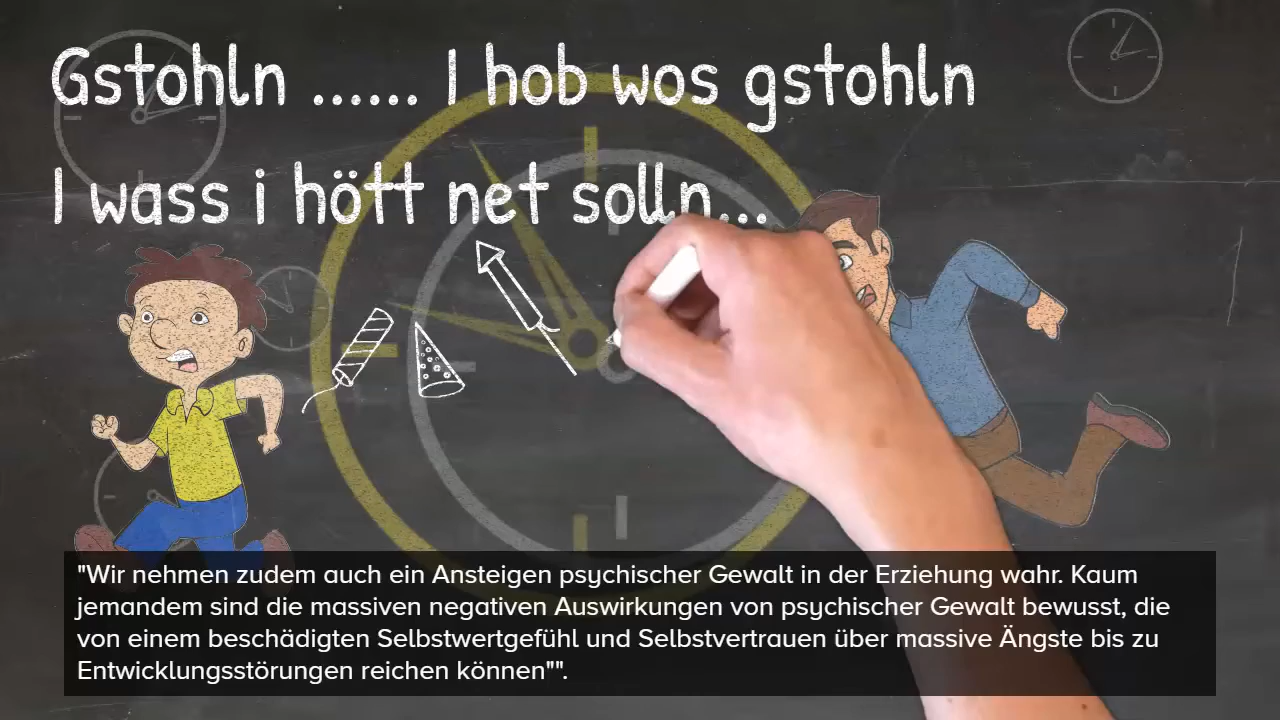 Gstohln ...... I hob wos gstohln
I wass i hött net solln...
"Wir nehmen zudem auch ein Ansteigen psychischer Gewalt in der Erziehung wahr. Kaum
jemandem sind die massiven negativen Auswirkungen von psychischer Gewalt bewusst, die
von einem beschädigten Selbstwertgefühl und Selbstvertrauen über massive Ängste bis zu
Entwicklungsstörungen reichen können"".